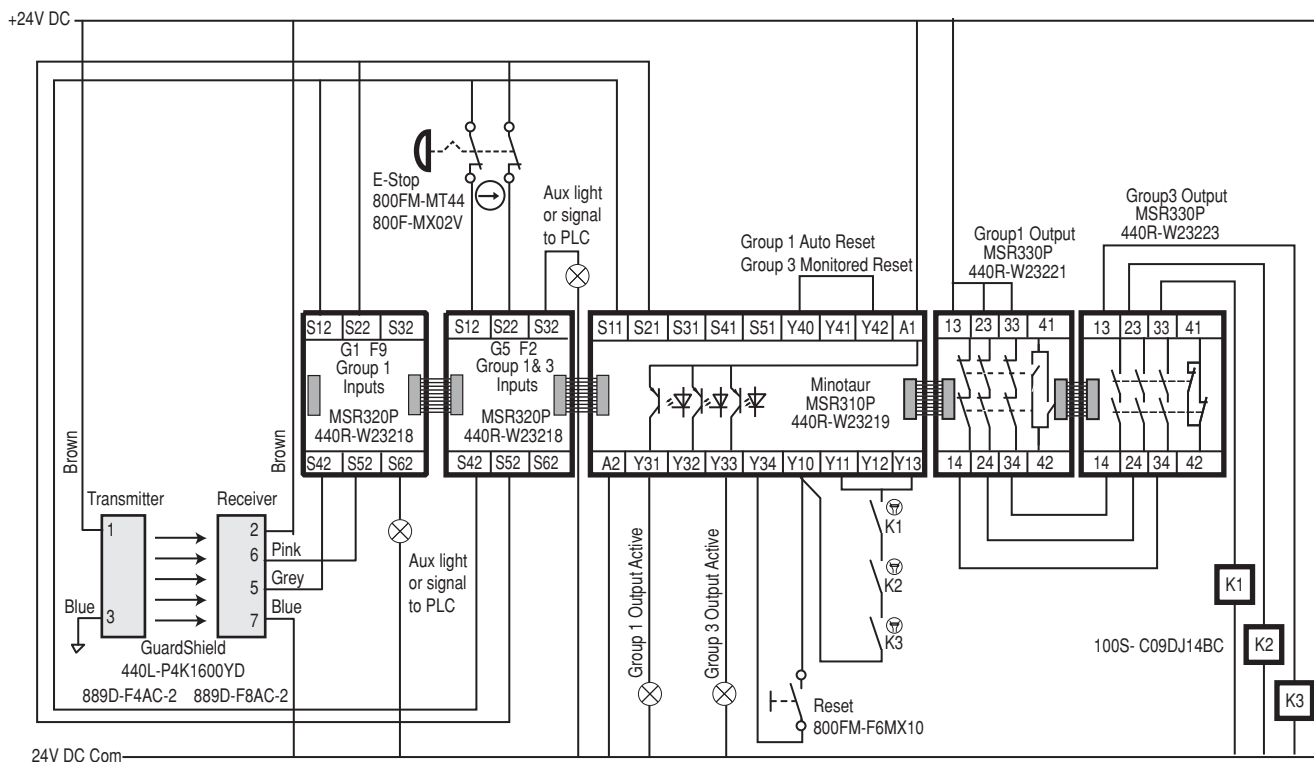 +24V DC
E-Stop
800FM-MT44
800F-MX02V
Aux light
or signal
to PLC
Group 1 Auto Reset
Group 3 Monitored Reset
Group1 Output
MSR330P
440R-W23221
Group3 Output
MSR330P
440R-W23223
S12 S22 S32
G1 F9
Group 1
Inputs
MSR320P
440R-W23218
S42 S52 S62
S12 S22 S32
G5 F2
Group 1& 3
Inputs
MSR320P
440R-W23218
S42 S52 S62
S11 S21 S31 S41 S51 Y40 Y41 Y42 A1
Minotaur
MSR310P
440R-W23219
A2 Y31 Y32 Y33 Y34 Y10 Y11 Y12 Y13
13 23 33 41
14 24 34 42
13 23 33 41
14 24 34 42
Brown
Brown
Transmitter
Receiver
1
3
2
6
5
7
Pink
Grey
Blue
Blue
GuardShield
440L-P4K1600YD
889D-F4AC-2 889D-F8AC-2
Aux light
or signal
to PLC
Group 1 Output Active
Group 3 Output Active
K1
K2
K3
Reset
800FM-F6MX10
K1
100S- C09DJ14BC
K2
K3
24V DC Com